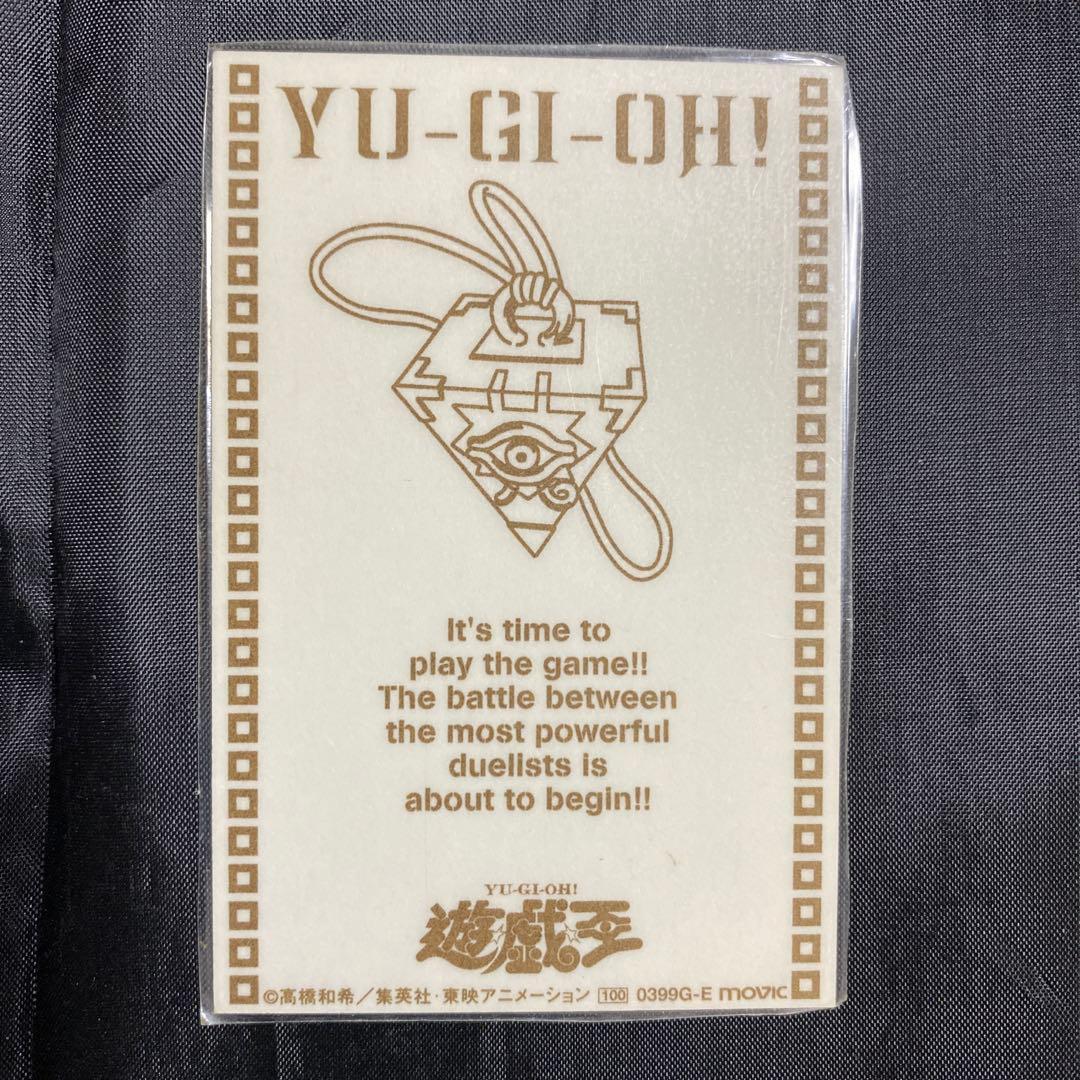 YU-GI-OH!
It's time to
play the game!!
The battle between
the most powerful
duelists is
about to begin!!
YU-GI-OH!
遊☆戯☆王
©高橋和希／集英社・東映アニメーション 100 0399G-E movic